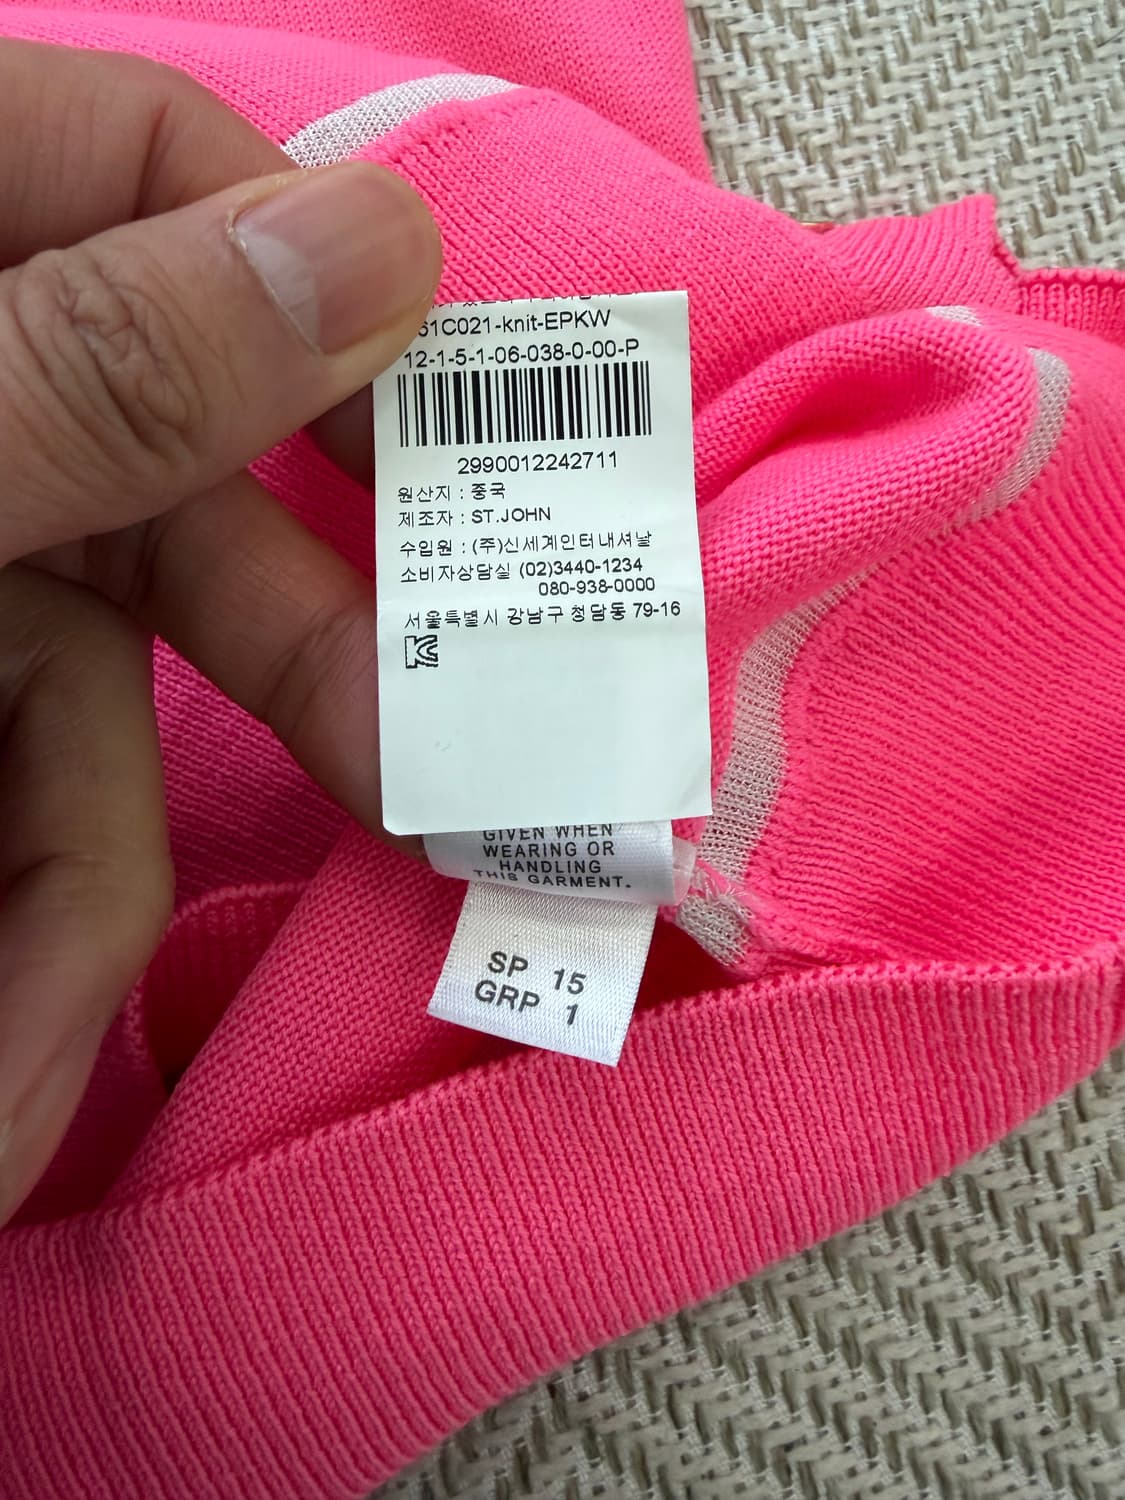 61C021-knit-EPKW
12-1-5-1-06-038-0-00-P
2990012242711
원산지 : 중국
제조자 : ST.JOHN
수입원 : (주)신세계인터내셔날
소비자상담실 (02)3440-1234
080-938-0000
서울특별시 강남구 청담동 79-16
KC
GIVEN WHEN
WEARING OR
HANDLING
THIS GARMENT.
SP 15
GRP 1